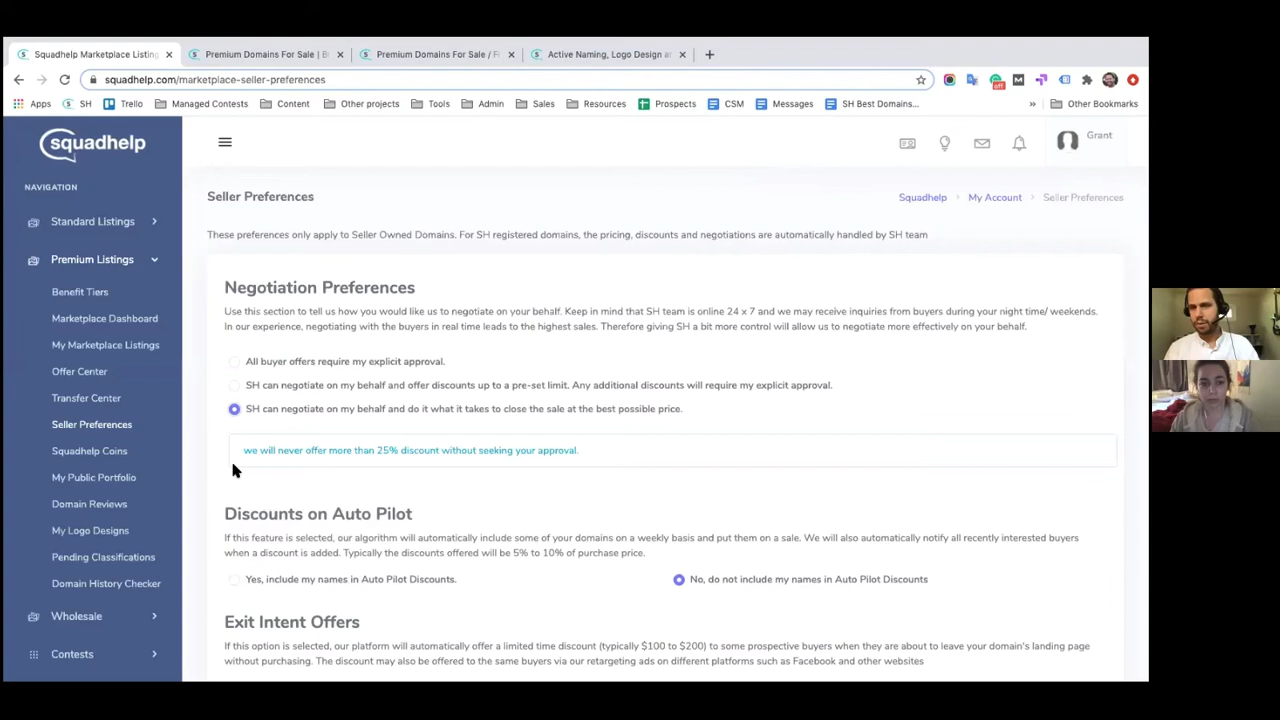 Squadhelp Marketplace Listing
Premium Domains For Sale | B
Premium Domains For Sale / F
Active Naming, Logo Design a
squadhelp.com/marketplace-seller-preferences
off
Apps
SH
Trello
Managed Contests
Content
Other projects
Tools
Admin
Sales
Resources
Prospects
CSM
Messages
SH Best Domains...
»
Other Bookmarks
squadhelp
Grant
NAVIGATION
Standard Listings
Premium Listings
Benefit Tiers
Marketplace Dashboard
My Marketplace Listings
Offer Center
Transfer Center
Seller Preferences
Squadhelp Coins
My Public Portfolio
Domain Reviews
My Logo Designs
Pending Classifications
Domain History Checker
Wholesale
Contests
Seller Preferences
Squadhelp > My Account > Seller Preferences
These preferences only apply to Seller Owned Domains. For SH registered domains, the pricing, discounts and negotiations are automatically handled by SH team
Negotiation Preferences
Use this section to tell us how you would like us to negotiate on your behalf. Keep in mind that SH team is online 24 x 7 and we may receive inquiries from buyers during your night time/ weekends.
In our experience, negotiating with the buyers in real time leads to the highest sales. Therefore giving SH a bit more control will allow us to negotiate more effectively on your behalf.
All buyer offers require my explicit approval.
SH can negotiate on my behalf and offer discounts up to a pre-set limit. Any additional discounts will require my explicit approval.
SH can negotiate on my behalf and do it what it takes to close the sale at the best possible price.
we will never offer more than 25% discount without seeking your approval.
Discounts on Auto Pilot
If this feature is selected, our algorithm will automatically include some of your domains on a weekly basis and put them on a sale. We will also automatically notify all recently interested buyers
when a discount is added. Typically the discounts offered will be 5% to 10% of purchase price.
Yes, include my names in Auto Pilot Discounts.
No, do not include my names in Auto Pilot Discounts
Exit Intent Offers
If this option is selected, our platform will automatically offer a limited time discount (typically $100 to $200) to some prospective buyers when they are about to leave your domain's landing page
without purchasing. The discount may also be offered to the same buyers via our retargeting ads on different platforms such as Facebook and other websites